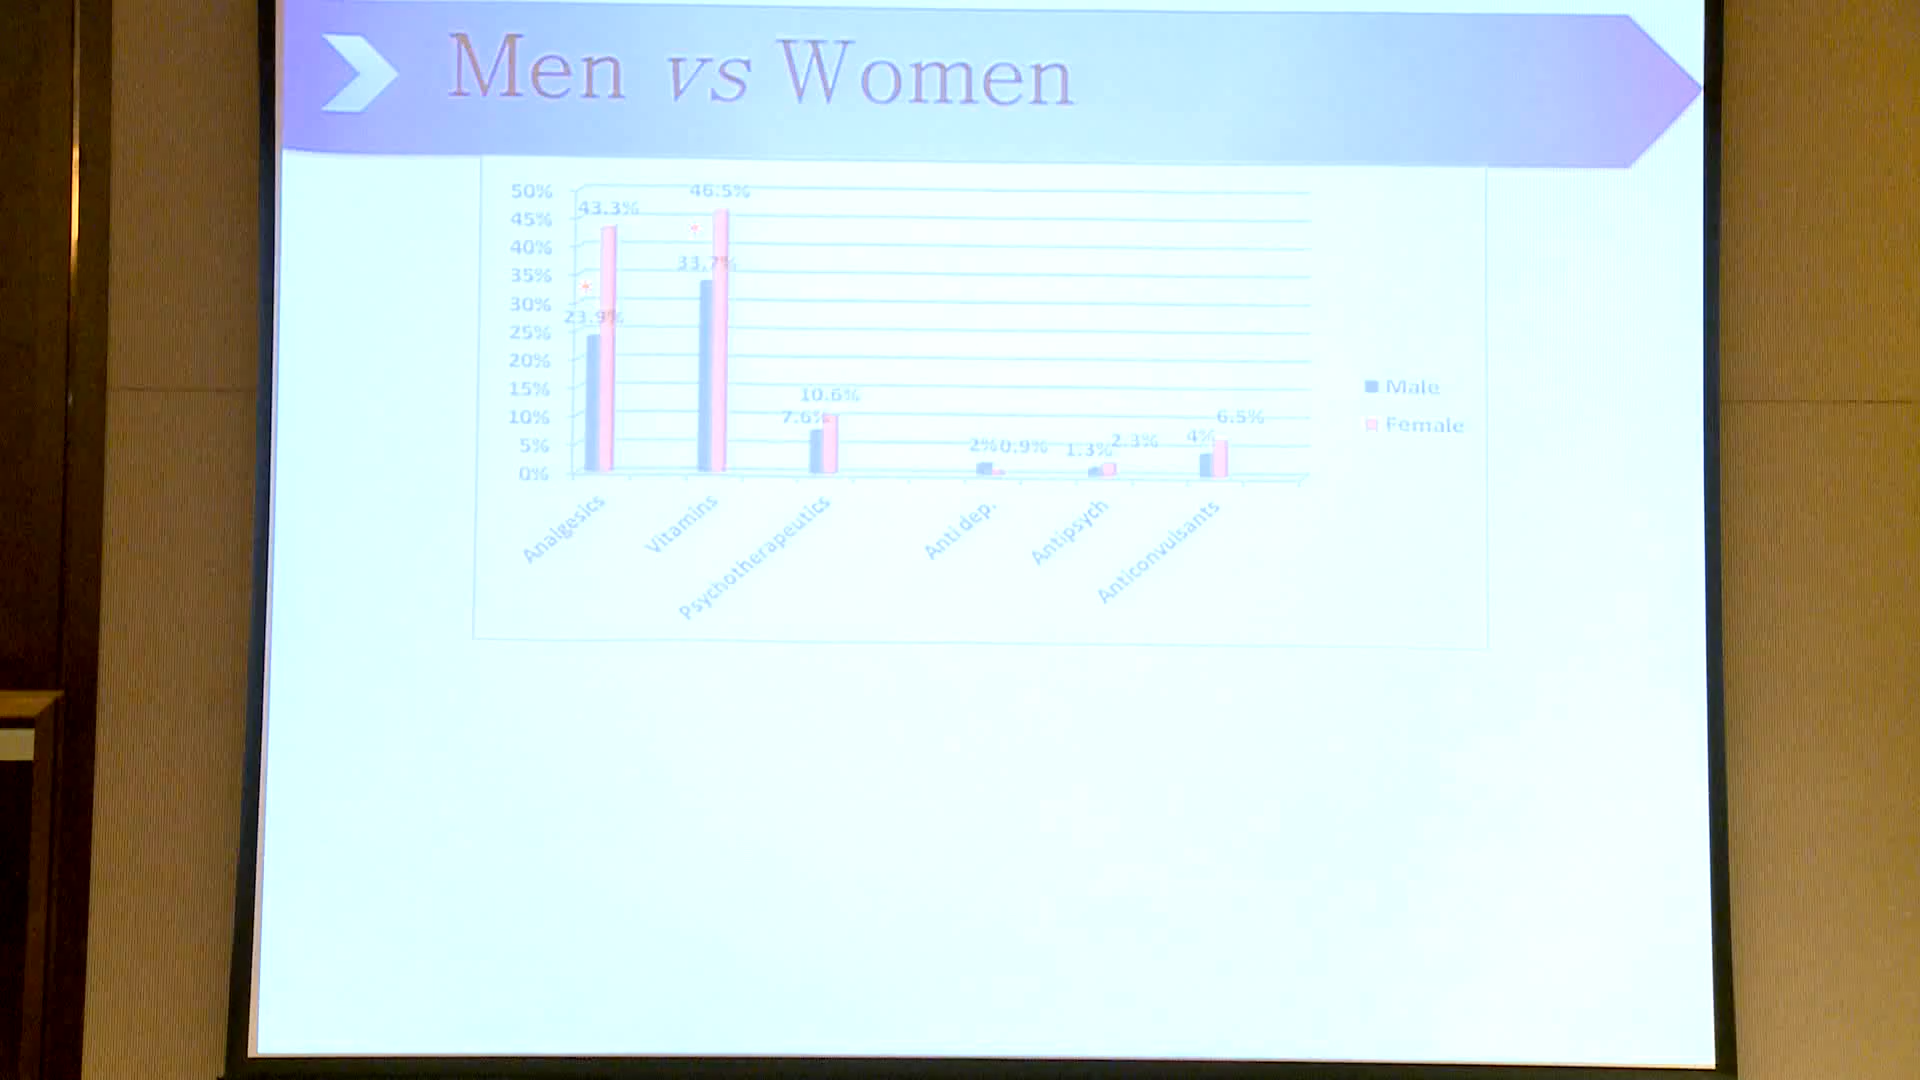 Men vs Women
50%
45%
40%
35%
30%
25%
20%
15%
10%
5%
0%
43.3%
23.9%
46.5%
33.7%
10.6%
7.6%
2%
0.9%
1.3%
2.3%
4%
6.5%
Analgesics
Vitamins
Psychotherapeutics
Anti dep.
Antipsych
Anticonvulsants
Male
Female